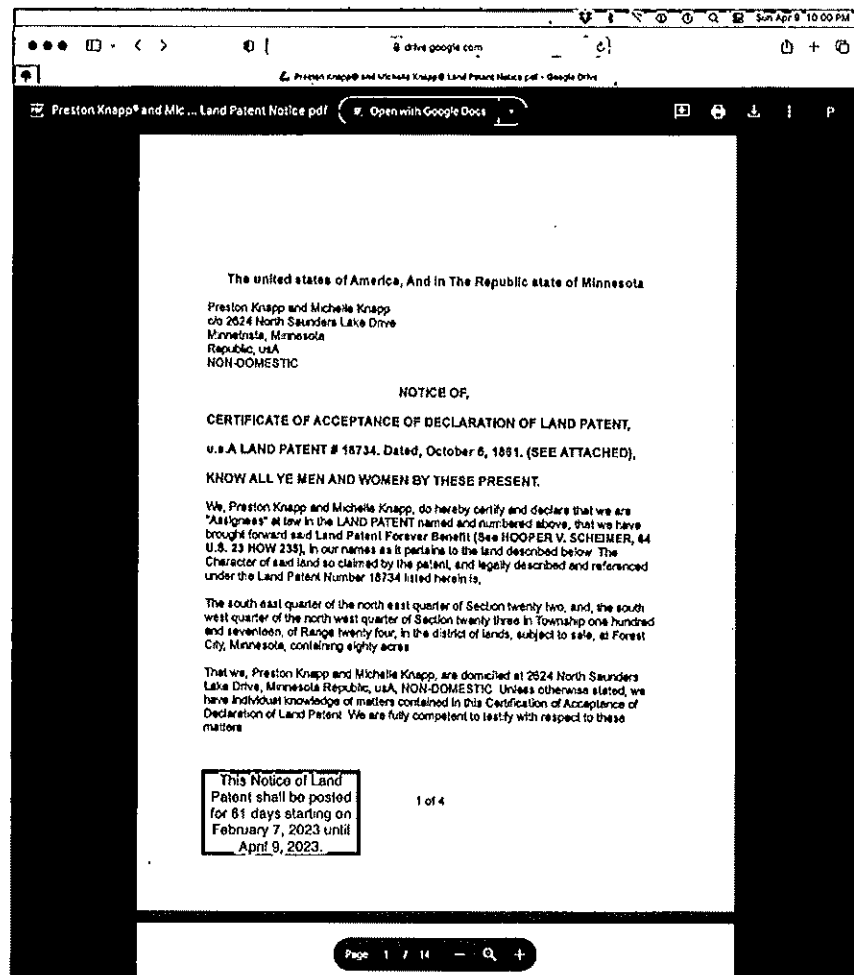 Sun Apr 9 10:00 PM
drive google com
Preston Knapp® and Michelle Knapp® Land Patent Notice pdf - Google Drive
Preston Knapp® and Mic ... Land Patent Notice pdf
Open with Google Docs
P
The united states of America, And in The Republic state of Minnesota
Preston Knapp and Michelle Knapp
c/o 2624 North Saunders Lake Drive
Minnetrista, Minnesota
Republic, usA
NON-DOMESTIC
NOTICE OF,
CERTIFICATE OF ACCEPTANCE OF DECLARATION OF LAND PATENT,
u.s.A LAND PATENT # 18734. Dated, October 6, 1861. (SEE ATTACHED),
KNOW ALL YE MEN AND WOMEN BY THESE PRESENT.
We, Preston Knapp and Michelle Knapp, do hereby certify and declare that we are
"Assignees" at law in the LAND PATENT named and numbered above, that we have
brought forward said Land Patent Forever Benefit (See HOOPER V. SCHEIMER, 64
U.S. 23 HOW 235), in our names as it pertains to the land described below The
Character of said land so claimed by the patent, and legally described and referenced
under the Land Patent Number 18734 listed herein is,
The south east quarter of the north east quarter of Section twenty two, and, the south
west quarter of the north west quarter of Section twenty three in Township one hundred
and seventeen, of Range twenty four, in the district of lands, subject to sale, at Forest
City, Minnesota, containing eighty acres
That we, Preston Knapp and Michelle Knapp, are domiciled at 2624 North Saunders
Lake Drive, Minnesota Republic, usA, NON-DOMESTIC Unless otherwise stated, we
have individual knowledge of matters contained in this Certification of Acceptance of
Declaration of Land Patent We are fully competent to testify with respect to these
matters
This Notice of Land
Patent shall be posted
for 61 days starting on
February 7, 2023 until
April 9, 2023.
1 of 4
Page 1 / 14